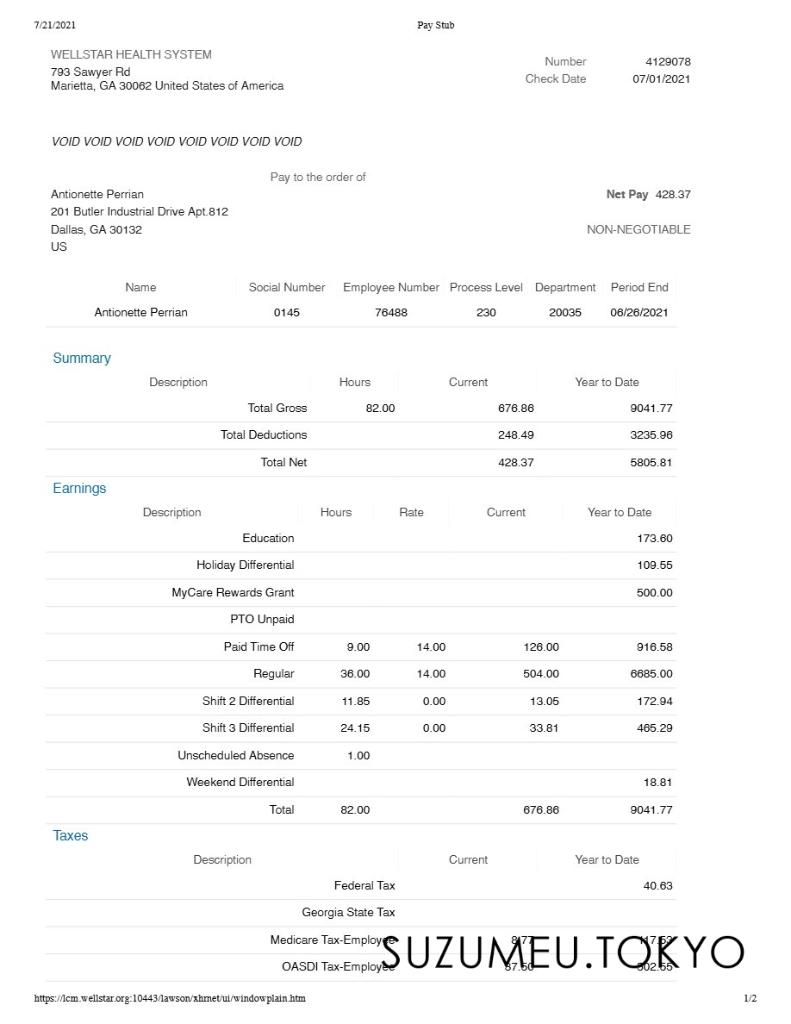 7/21/2021 Pay Stub
WELLSTAR HEALTH SYSTEM
793 Sawyer Rd
Marietta, GA 30062 United States of America
Number 4129078
Check Date 07/01/2021
VOID VOID VOID VOID VOID VOID VOID VOID
Pay to the order of
Antionette Perrian
201 Butler Industrial Drive Apt.812
Dallas, GA 30132
US
Net Pay 428.37
NON-NEGOTIABLE
Name Social Number Employee Number Process Level Department Period End
Antionette Perrian 0145 76488 230 20035 06/26/2021
Summary
Description Hours Current Year to Date
Total Gross 82.00 676.86 9041.77
Total Deductions 248.49 3235.96
Total Net 428.37 5805.81
Earnings
Description Hours Rate Current Year to Date
Education 173.60
Holiday Differential 109.55
MyCare Rewards Grant 500.00
PTO Unpaid
Paid Time Off 9.00 14.00 126.00 916.58
Regular 36.00 14.00 504.00 6685.00
Shift 2 Differential 11.85 0.00 13.05 172.94
Shift 3 Differential 24.15 0.00 33.81 465.29
Unscheduled Absence 1.00
Weekend Differential 18.81
Total 82.00 676.86 9041.77
Taxes
Description Current Year to Date
Federal Tax 40.63
Georgia State Tax
Medicare Tax-Employee 8.77
OASDI Tax-Employee
SUZUMEU.TOKYO
https://lcm.wellstar.org:10443/lawson/xhrnet/ui/windowplain.htm 1/2